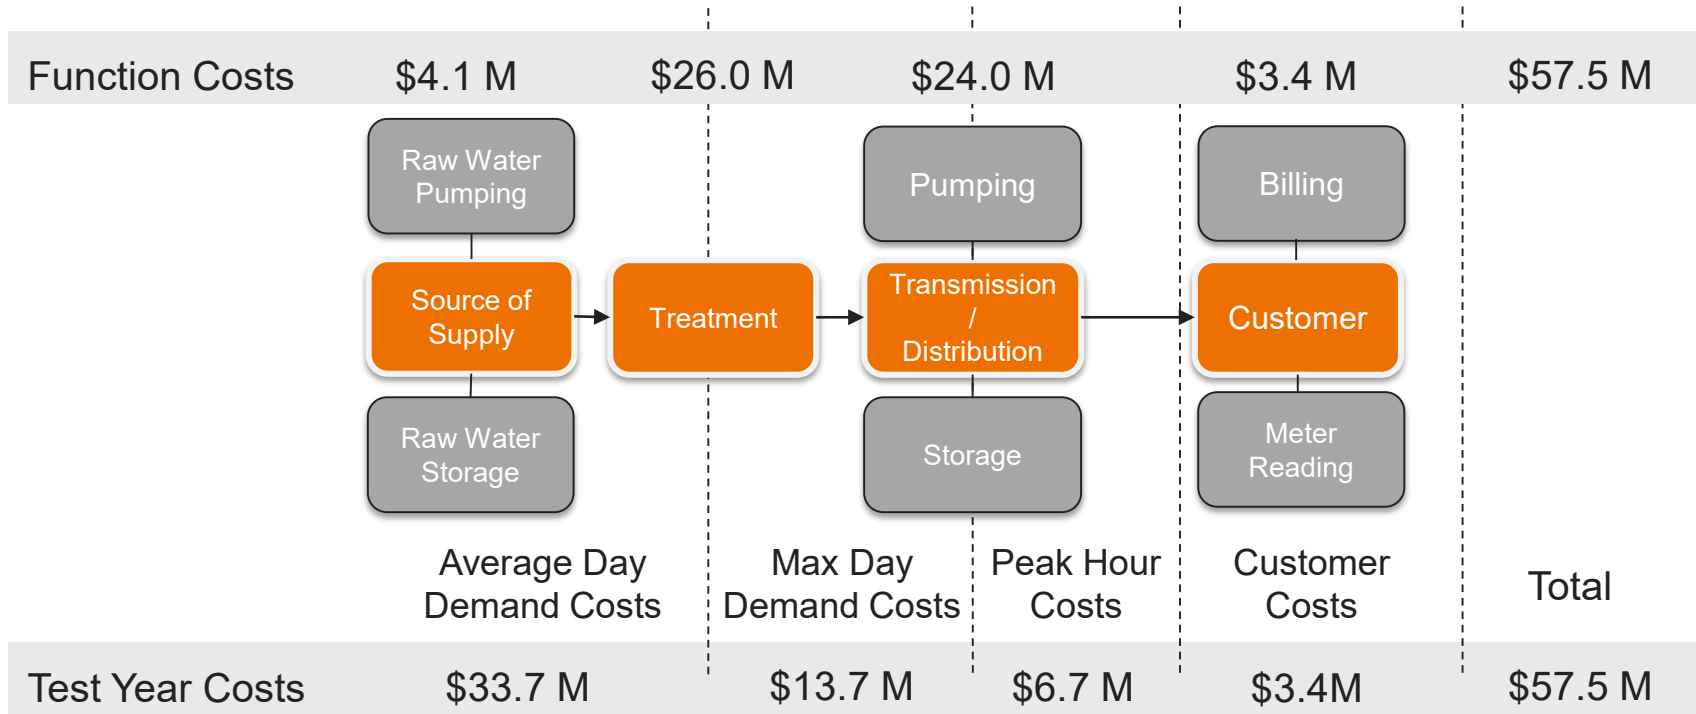 Function Costs $4.1 M $26.0 M $24.0 M $3.4 M $57.5 M
Raw Water
Pumping
Pumping
Billing
Source of
Supply
Treatment
Transmission
/
Distribution
Customer
Raw Water
Storage
Storage
Meter
Reading
Average Day
Demand Costs
Max Day
Demand Costs
Peak Hour
Costs
Customer
Costs
Total
Test Year Costs $33.7 M $13.7 M $6.7 M $3.4M $57.5 M